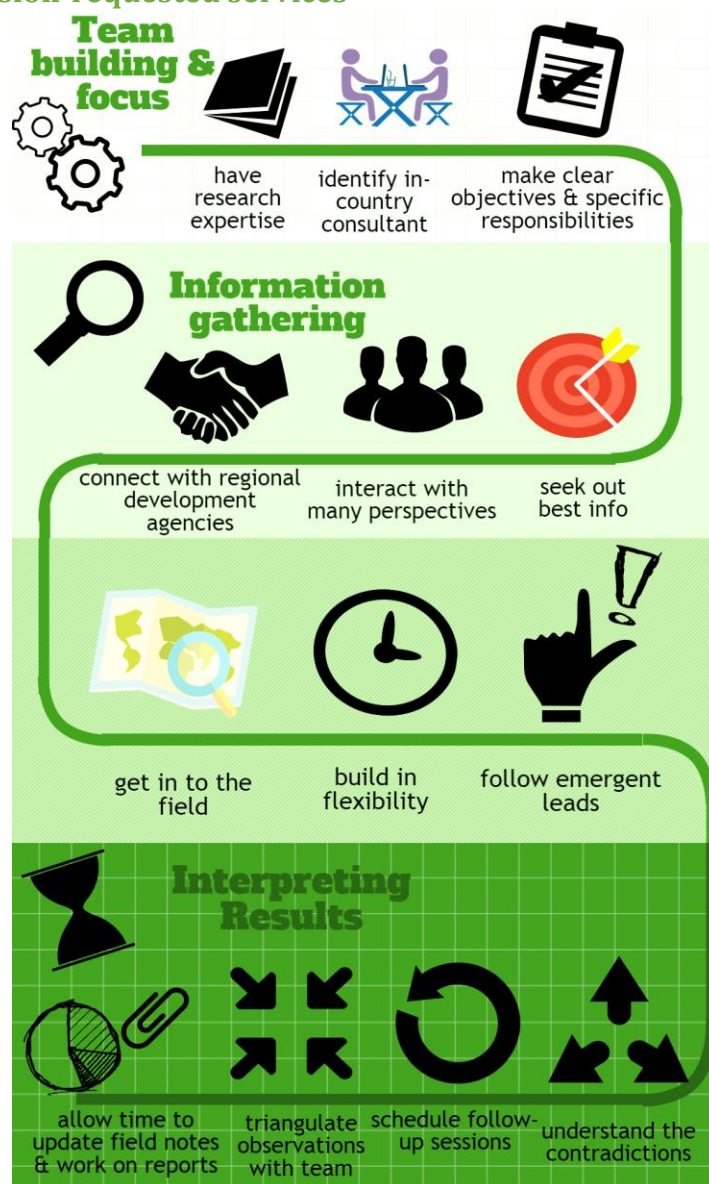 requested services
Team
building &
focus
have
research
expertise
identify in-
country
consultant
make clear
objectives & specific
responsibilities
Information
gathering
connect with regional
development
agencies
interact with
many perspectives
seek out
best info
get in to the
field
build in
flexibility
follow emergent
leads
Interpreting
Results
allow time to
update field notes
& work on reports
triangulate
observations
with team
schedule follow-
up sessions
understand the
contradictions